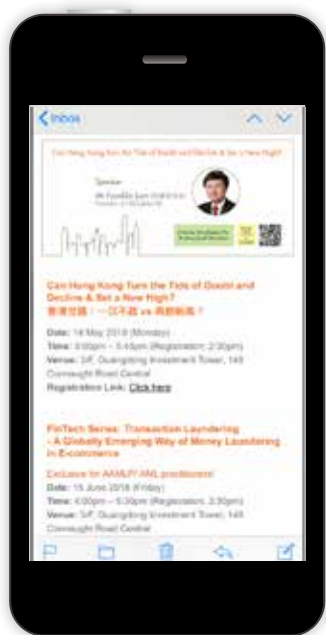 Inbox
Can Hong Kong Turn the Tide of Doubt and Decline & Set a New High?
Speaker
Can Hong Kong Turn the Tides of Doubt and
Decline & Set a New High?
香港
Date: 14 May 2018 (Monday)
Time: 4:00pm – 5:45pm (Registration: 2:30pm)
Venue: 3/F, Guangdong Investment Tower, 148
Connaught Road Central
Registration Link: Click here
FinTech Series: Transaction Laundering
- A Globally Emerging Way of Money Laundering
in E-commerce
Exclusive for AAMLP/ AML practitioners!
Date: 15 June 2018 (Friday)
Time: 4:00pm – 5:30pm (Registration: 3:30pm)
Venue: 3/F, Guangdong Investment Tower, 148
Connaught Road Central